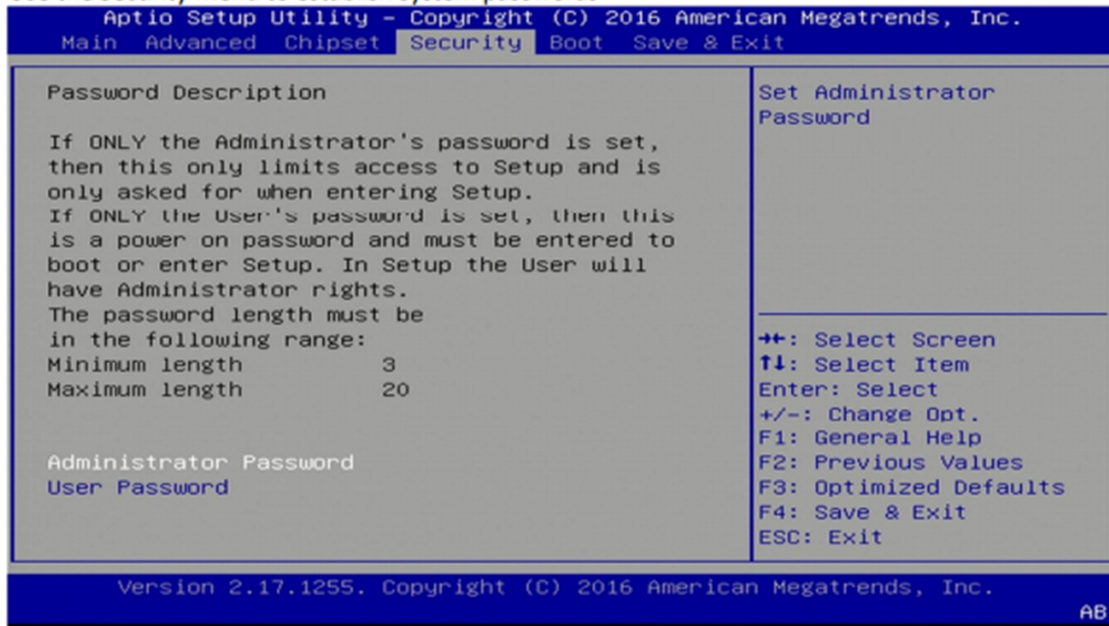 Aptio Setup Utility – Copyright (C) 2016 American Megatrends, Inc.
Main Advanced Chipset Security Boot Save & Exit
Password Description
If ONLY the Administrator's password is set,
then this only limits access to Setup and is
only asked for when entering Setup.
If ONLY the User's password is set, then this
is a power on password and must be entered to
boot or enter Setup. In Setup the User will
have Administrator rights.
The password length must be
in the following range:
Minimum length 3
Maximum length 20
Administrator Password
User Password
Set Administrator
Password
→←: Select Screen
↑↓: Select Item
Enter: Select
+/-: Change Opt.
F1: General Help
F2: Previous Values
F3: Optimized Defaults
F4: Save & Exit
ESC: Exit
Version 2.17.1255. Copyright (C) 2016 American Megatrends, Inc.
AB